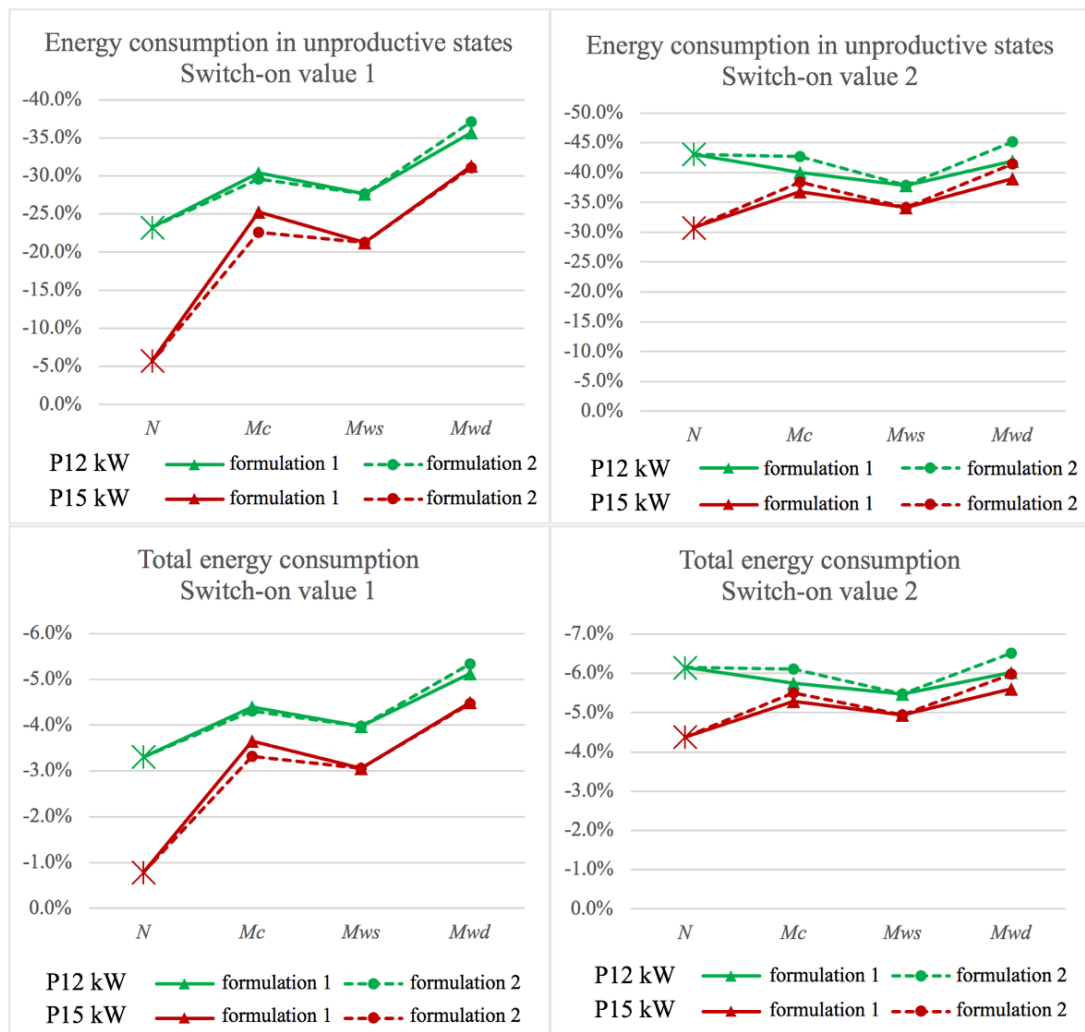 Energy consumption in unproductive states
Switch-on value 1
-40.0%
-35.0%
-30.0%
-25.0%
-20.0%
-15.0%
-10.0%
-5.0%
0.0%
N Mc Mws Mwd
P12 kW formulation 1 formulation 2
P15 kW formulation 1 formulation 2
Energy consumption in unproductive states
Switch-on value 2
-50.0%
-45.0%
-40.0%
-35.0%
-30.0%
-25.0%
-20.0%
-15.0%
-10.0%
-5.0%
0.0%
N Mc Mws Mwd
P12 kW formulation 1 formulation 2
P15 kW formulation 1 formulation 2
Total energy consumption
Switch-on value 1
-6.0%
-5.0%
-4.0%
-3.0%
-2.0%
-1.0%
0.0%
N Mc Mws Mwd
P12 kW formulation 1 formulation 2
P15 kW formulation 1 formulation 2
Total energy consumption
Switch-on value 2
-7.0%
-6.0%
-5.0%
-4.0%
-3.0%
-2.0%
-1.0%
0.0%
N Mc Mws Mwd
P12 kW formulation 1 formulation 2
P15 kW formulation 1 formulation 2